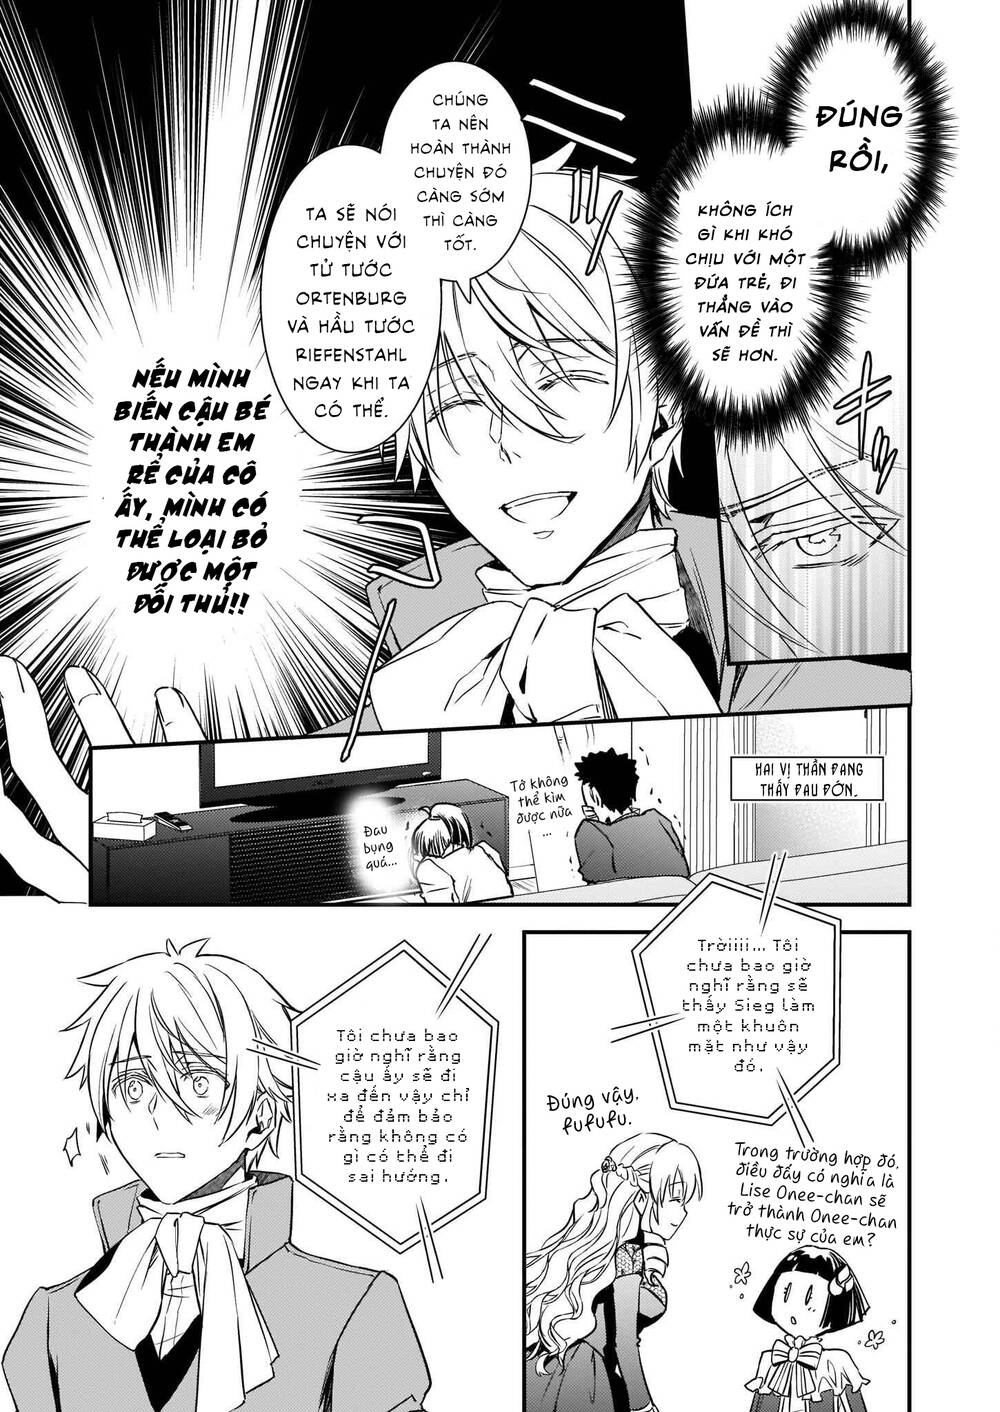 ĐÚNG
RỒI,
KHÔNG ÍCH
GÌ KHI KHÓ
CHỊU VỚI MỘT
ĐỨA TRẺ, ĐI
THẲNG VÀO
VẤN ĐỀ THÌ
SẼ HƠN.
CHÚNG
TA NÊN
HOÀN THÀNH
CHUYỆN ĐÓ
CÀNG SỚM
THÌ CÀNG
TỐT.
TA SẼ NÓI
CHUYỆN VỚI
TỬ TƯỚC
ORTENBURG
VÀ HẦU TƯỚC
RIEFENSTAHL
NGAY KHI TA
CÓ THỂ.
NẾU MÌNH
BIẾN CẬU BÉ
THÀNH EM
RỂ CỦA CÔ
ẤY, MÌNH CÓ
THỂ LOẠI BỎ
ĐƯỢC MỘT
ĐỐI THỦ!!
HAI VỊ THẦN ĐANG
THẤY ĐAU ĐỚN.
Tớ không
thể kìm
được nữa
...
Đau
bụng
quá...
Trờiiii... Tôi
chưa bao giờ
nghĩ rằng sẽ
thấy Sieg làm
một khuôn
mặt như vậy
đó.
Đúng vậy,
fufufu.
Trong trường hợp đó,
điều đấy có nghĩa là
Lise Onee-chan sẽ
trở thành Onee-chan
thực sự của em?
Tôi chưa bao
giờ nghĩ rằng
cậu ấy sẽ đi
xa đến vậy chỉ
để đảm bảo
rằng không có
gì có thể đi
sai hướng.